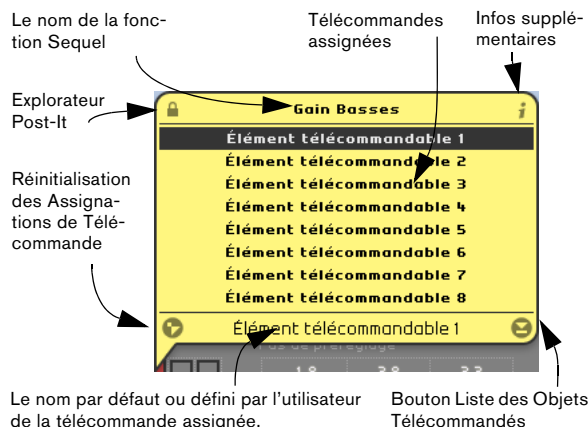 Le nom de la fonc-
tion Sequel
Télécommandes
assignées
Infos supplé-
mentaires
Explorateur
Post-It
Gain Basses
i
Élément télécommandable 1
Élément télécommandable 2
Élément télécommandable 3
Élément télécommandable 4
Élément télécommandable 5
Élément télécommandable 6
Élément télécommandable 7
Élément télécommandable 8
Réinitialisation
des Assigna-
tions de Télé-
commande
Élément télécommandable 1
as de préréglage
Le nom par défaut ou défini par l'utilisateur
de la télécommande assignée.
Bouton Liste des Objets
Télécommandés